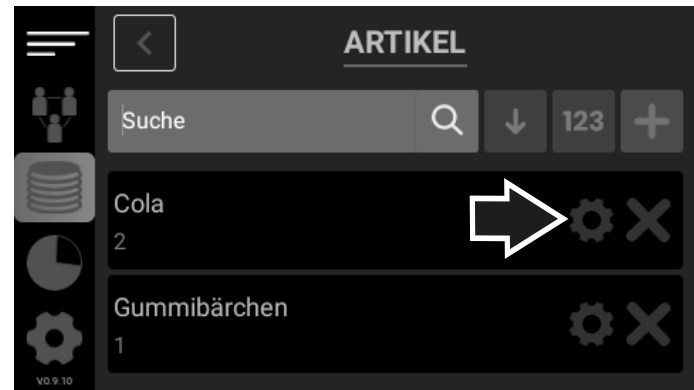 ARTIKEL
Suche
123
Cola
2
Gummibärchen
1
V0.9.10